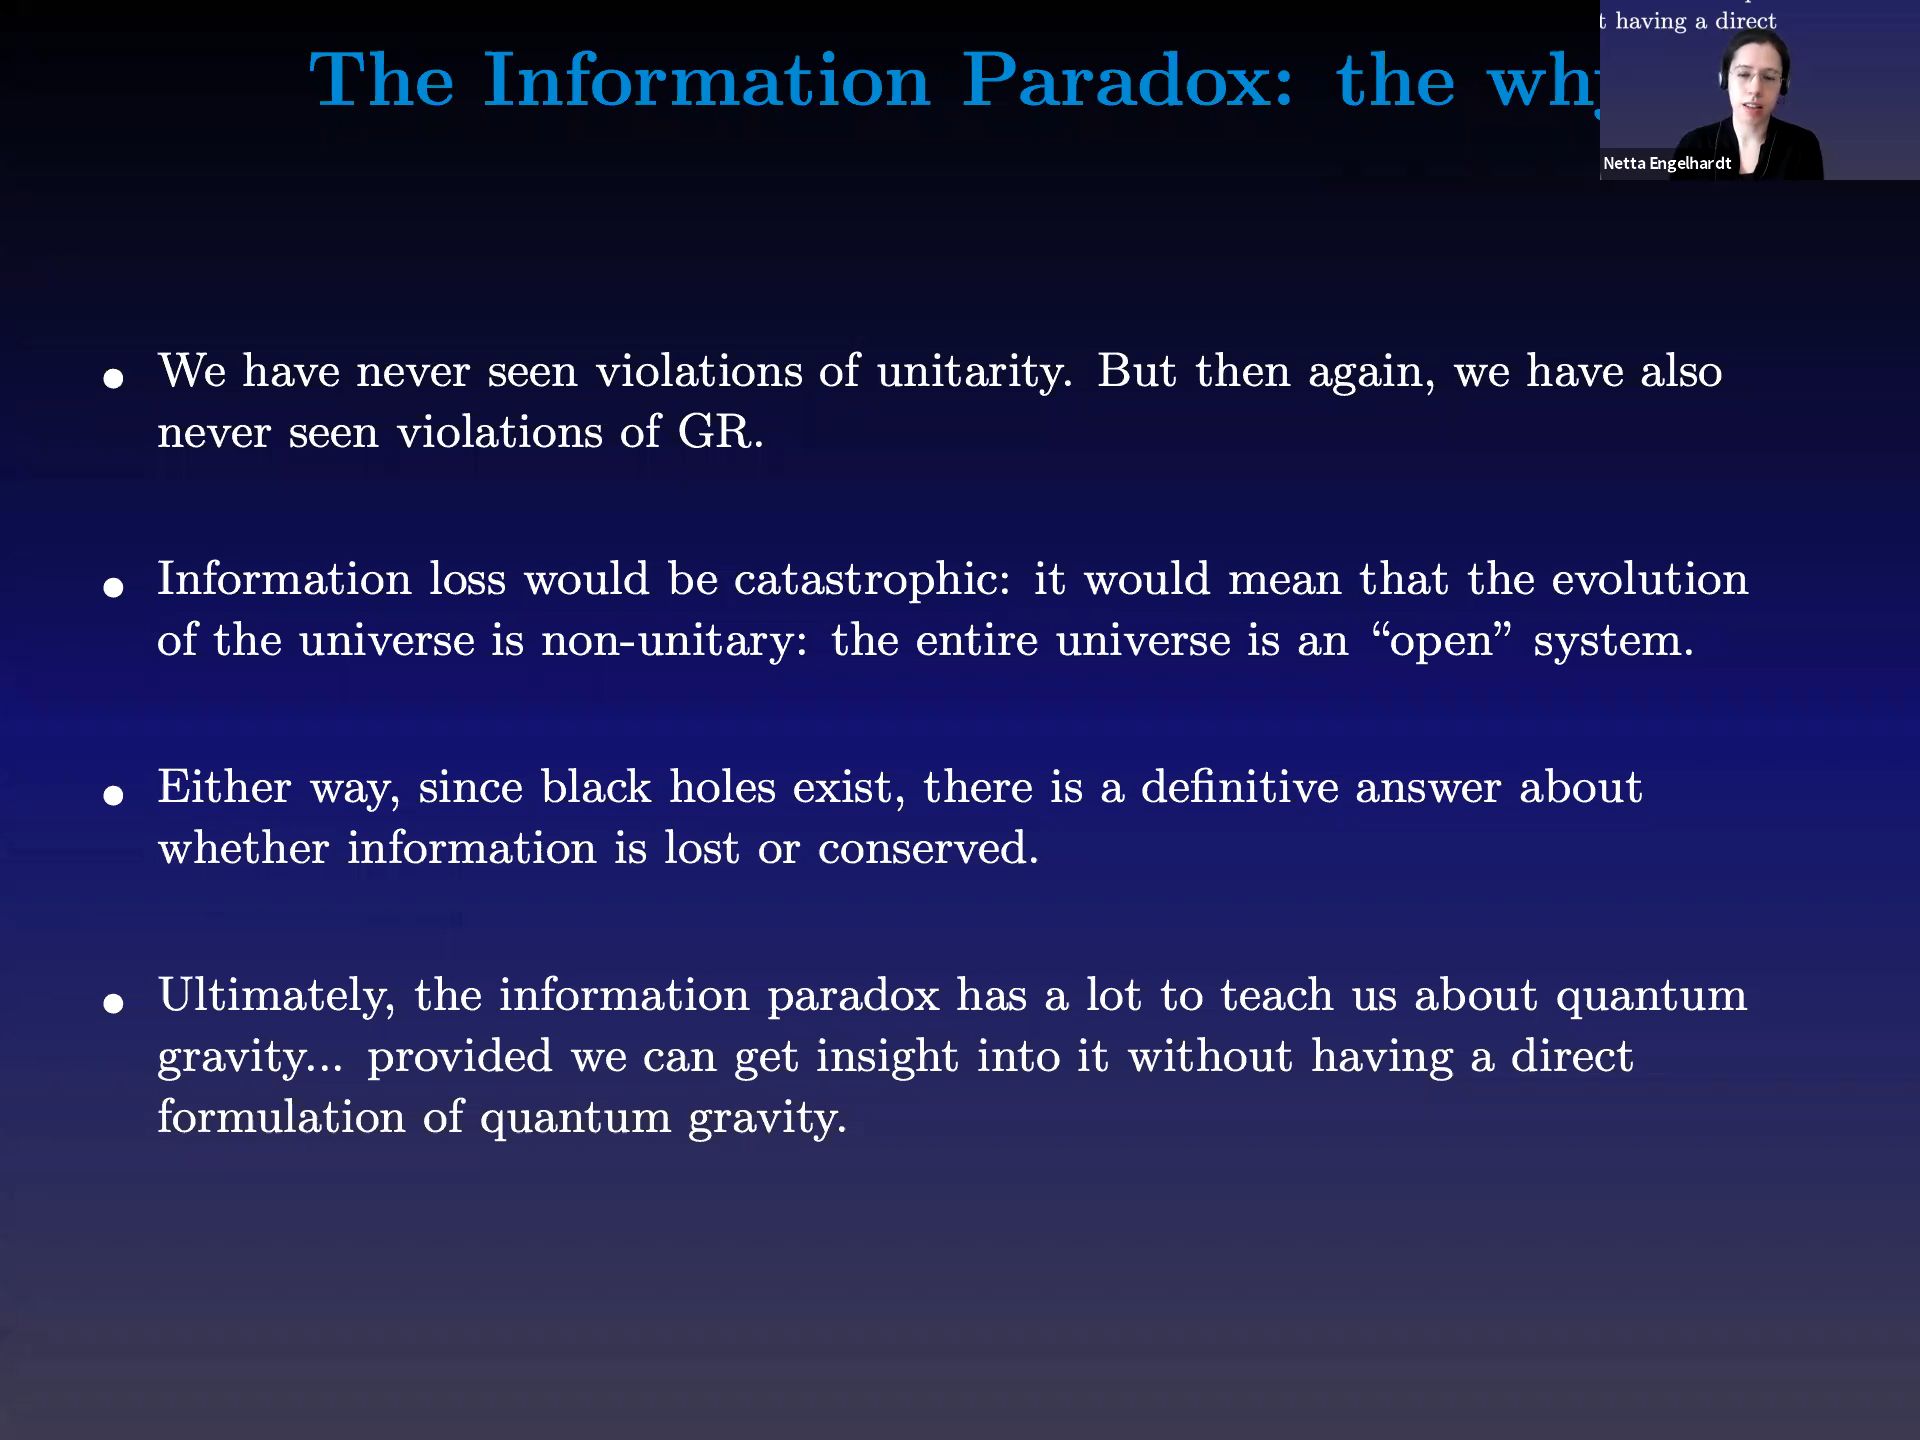 t having a direct
The Information Paradox: the why
Netta Engelhardt
• We have never seen violations of unitarity. But then again, we have also
never seen violations of GR.
• Information loss would be catastrophic: it would mean that the evolution
of the universe is non-unitary: the entire universe is an “open” system.
• Either way, since black holes exist, there is a definitive answer about
whether information is lost or conserved.
• Ultimately, the information paradox has a lot to teach us about quantum
gravity... provided we can get insight into it without having a direct
formulation of quantum gravity.